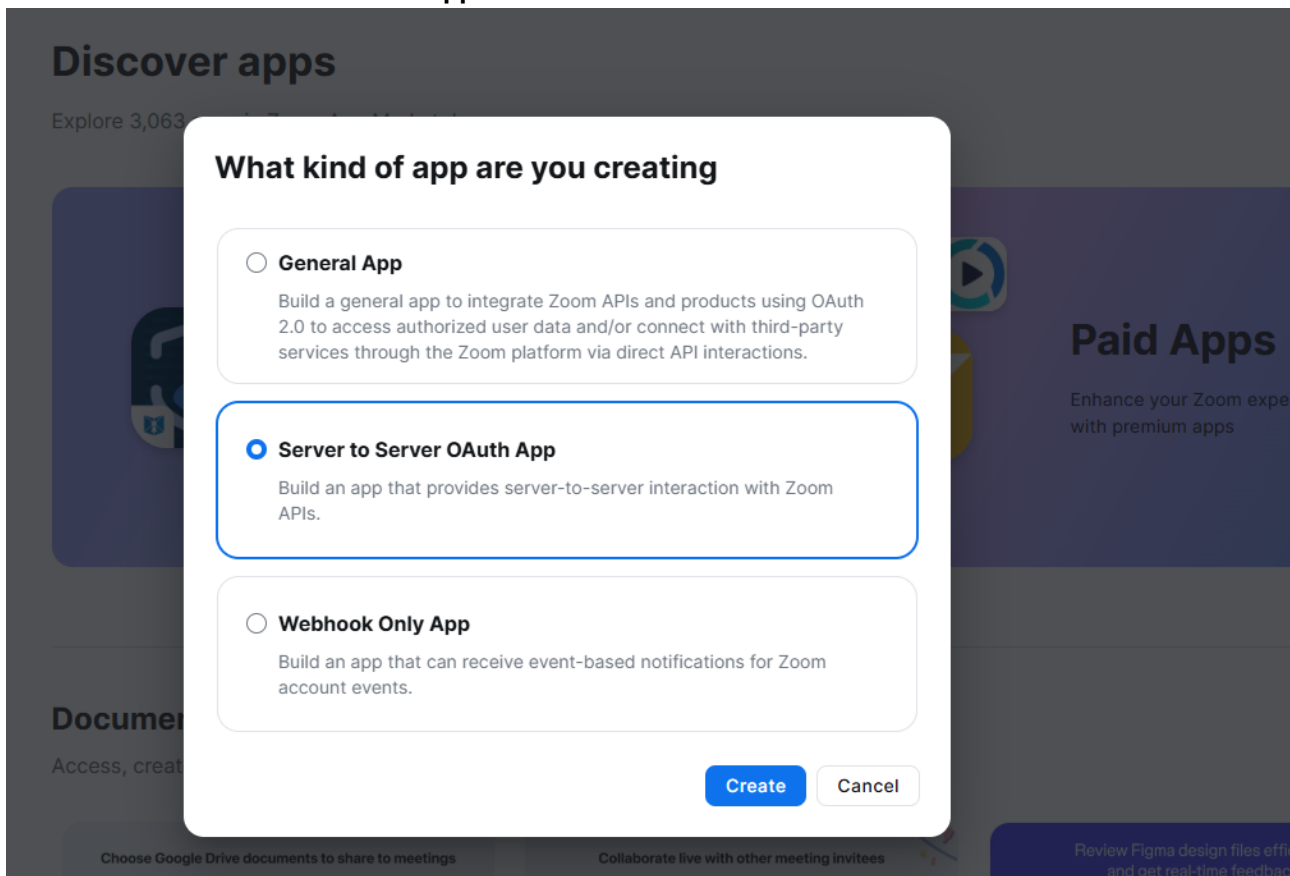 Discover apps
Explore 3,063
What kind of app are you creating
General App
Build a general app to integrate Zoom APIs and products using OAuth
2.0 to access authorized user data and/or connect with third-party
services through the Zoom platform via direct API interactions.
Paid Apps
Enhance your Zoom expe
with premium apps
Server to Server OAuth App
Build an app that provides server-to-server interaction with Zoom
APIs.
Webhook Only App
Build an app that can receive event-based notifications for Zoom
account events.
Documen
Access, creat
Create
Cancel
Choose Google Drive documents to share to meetings
Collaborate live with other meeting invitees
Review Figma design files effi
and get real-time feedbac